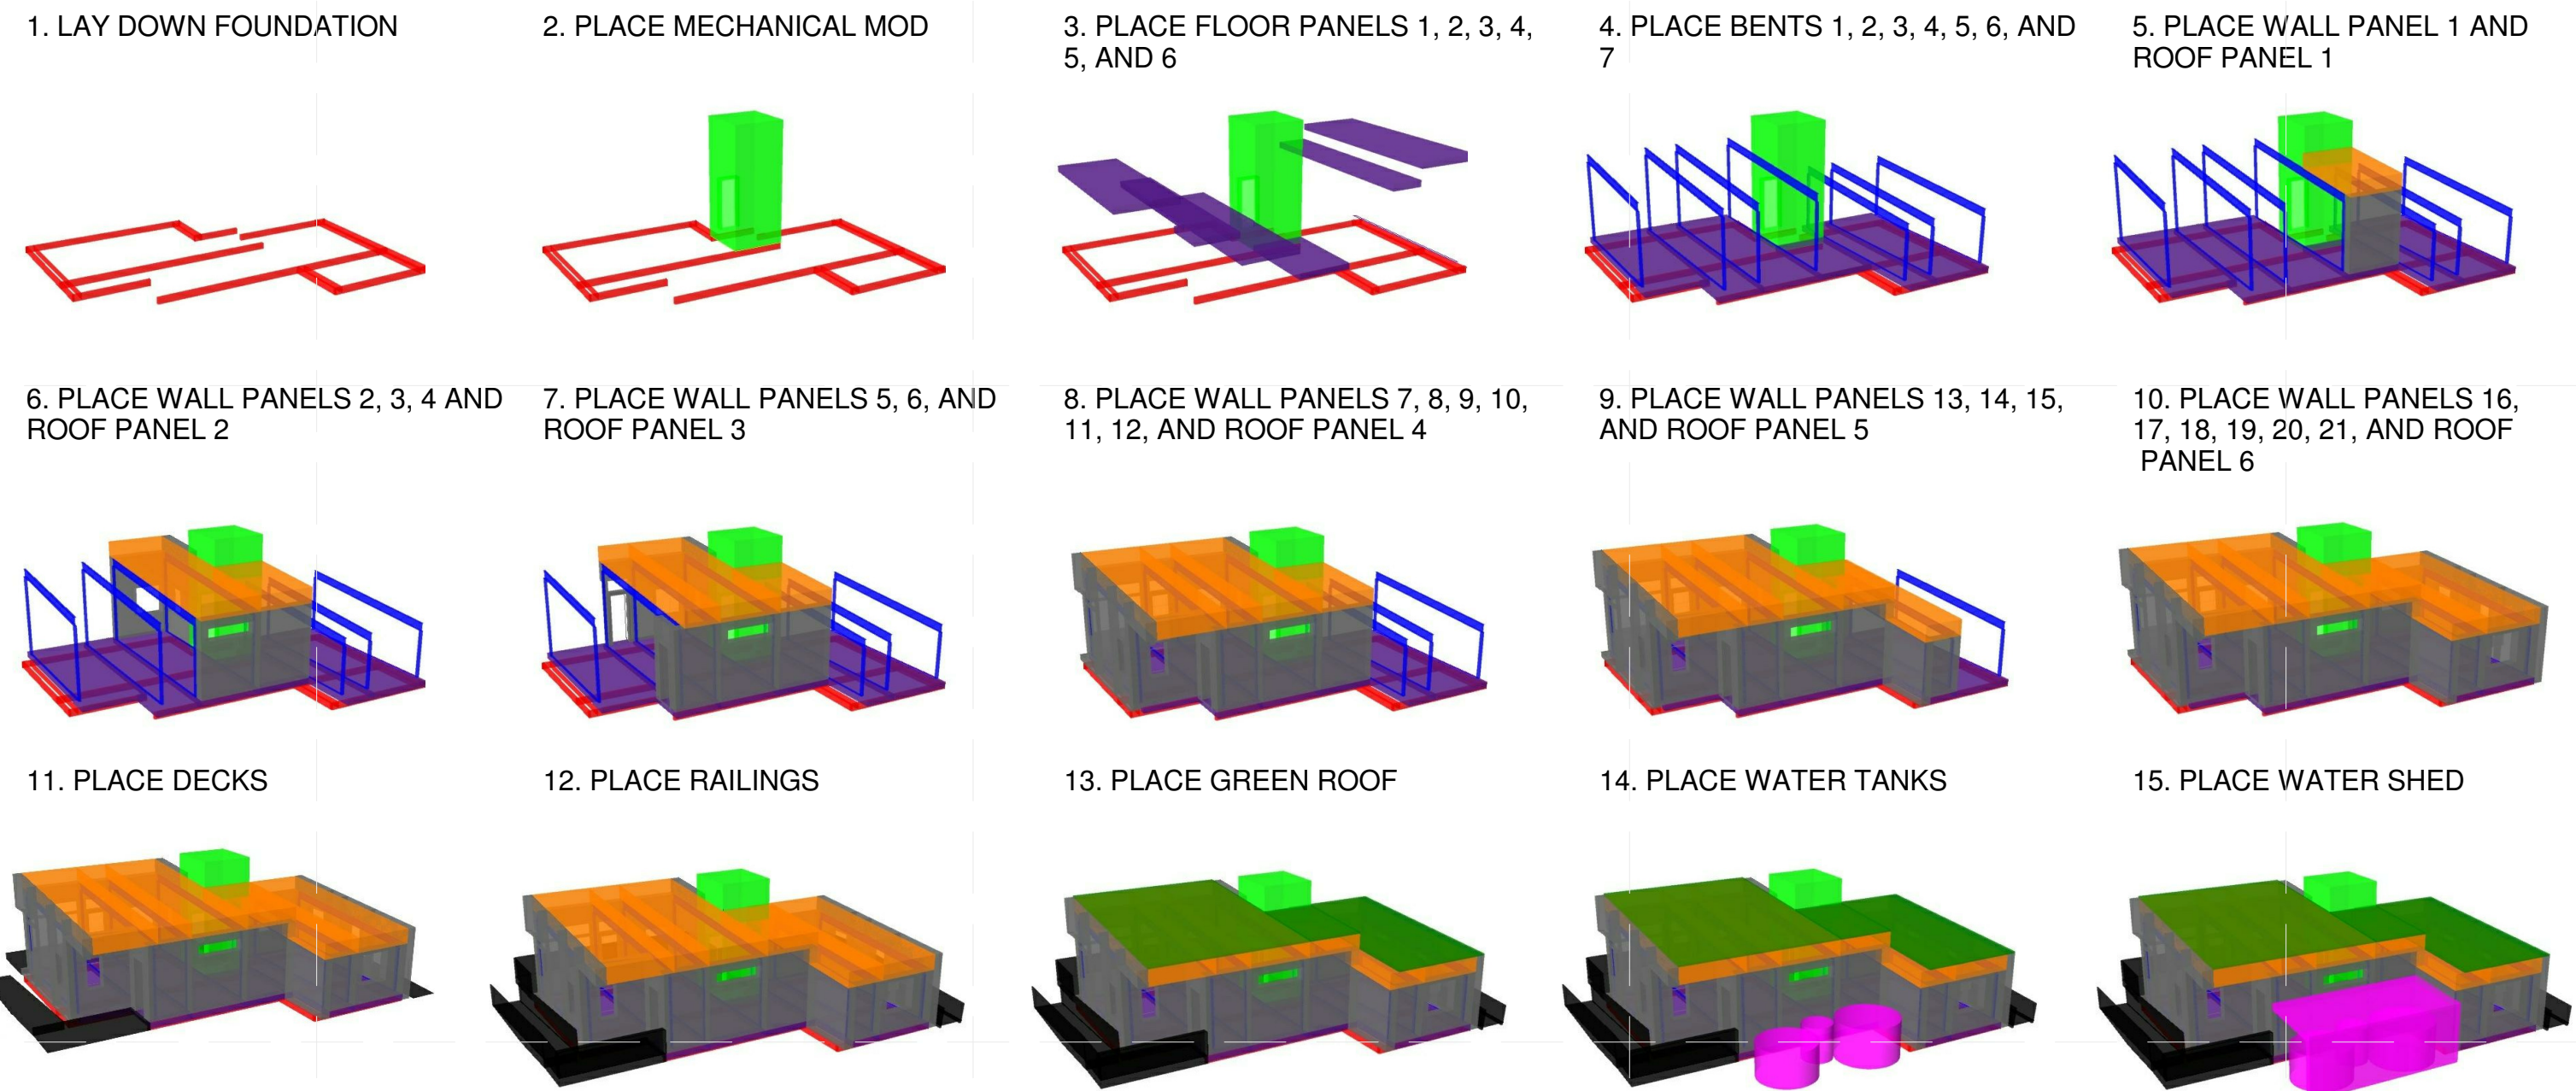 1. LAY DOWN FOUNDATION
2. PLACE MECHANICAL MOD
3. PLACE FLOOR PANELS 1, 2, 3, 4,
5, AND 6
4. PLACE BENTS 1, 2, 3, 4, 5, 6, AND
7
5. PLACE WALL PANEL 1 AND
ROOF PANEL 1
6. PLACE WALL PANELS 2, 3, 4 AND
ROOF PANEL 2
7. PLACE WALL PANELS 5, 6, AND
ROOF PANEL 3
8. PLACE WALL PANELS 7, 8, 9, 10,
11, 12, AND ROOF PANEL 4
9. PLACE WALL PANELS 13, 14, 15,
AND ROOF PANEL 5
10. PLACE WALL PANELS 16,
17, 18, 19, 20, 21, AND ROOF
PANEL 6
11. PLACE DECKS
12. PLACE RAILINGS
13. PLACE GREEN ROOF
14. PLACE WATER TANKS
15. PLACE WATER SHED